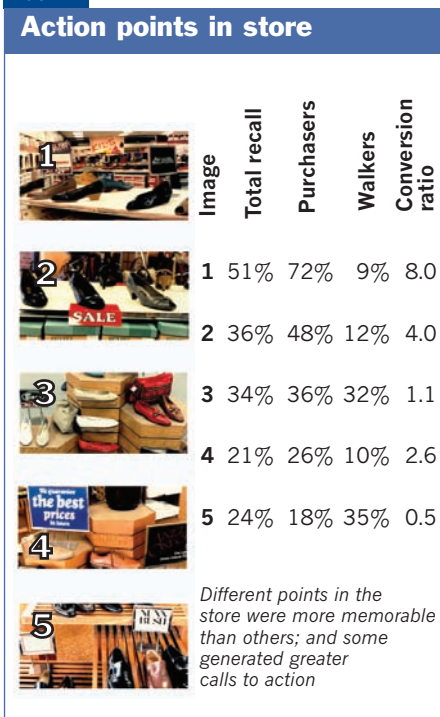 Action points in store
Image
Total recall
Purchasers
Walkers
Conversion
ratio
1
1 51% 72% 9% 8.0
2
SALE
2 36% 48% 12% 4.0
3
3 34% 36% 32% 1.1
4 21% 26% 10% 2.6
We guarantee
the best
prices
in town
4
5 24% 18% 35% 0.5
Different points in the
store were more memorable
than others; and some
generated greater
calls to action
5